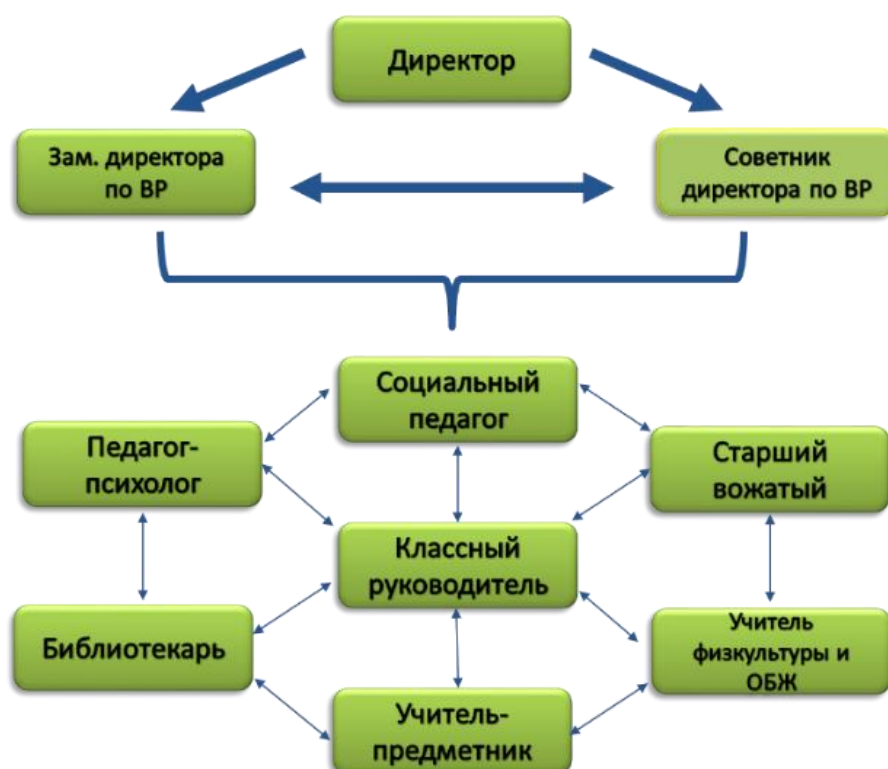 Директор
Зам. директора
по ВР
Советник
директора по ВР
Социальный
педагог
Педагог-
психолог
Старший
вожатый
Классный
руководитель
Библиотекарь
Учитель
физкультуры и
ОБЖ
Учитель-
предметник